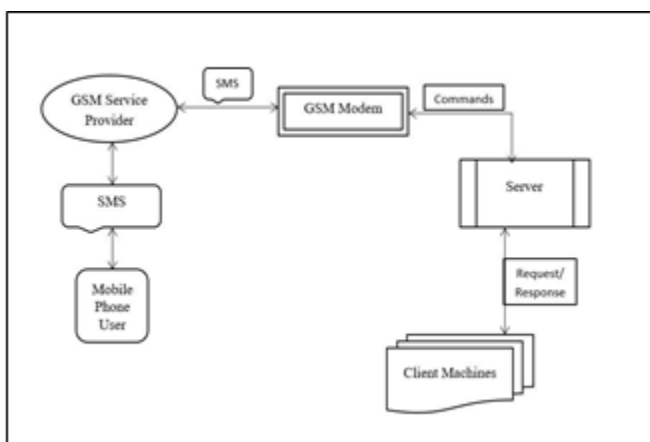 SMS
GSM Service
Provider
GSM Modem
Commands
SMS
Server
Mobile
Phone
User
Request/
Response
Client Machines